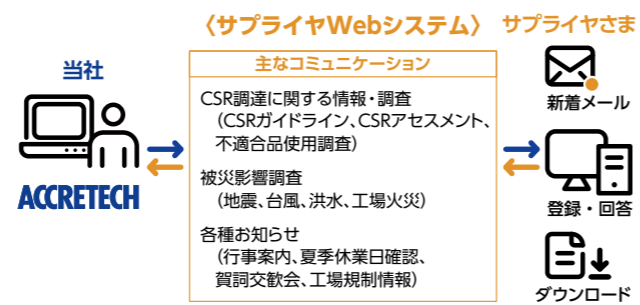 〈サプライヤWebシステム〉
サプライヤさま
当社
ACCRETECH
主なコミュニケーション
CSR調達に関する情報・調査
（CSRガイドライン、CSRアセスメント、
不適合品使用調査）
被災影響調査
（地震、台風、洪水、工場火災）
各種お知らせ
（行事案内、夏季休業日確認、
賀詞交歓会、工場規制情報）
新着メール
登録・回答
ダウンロード